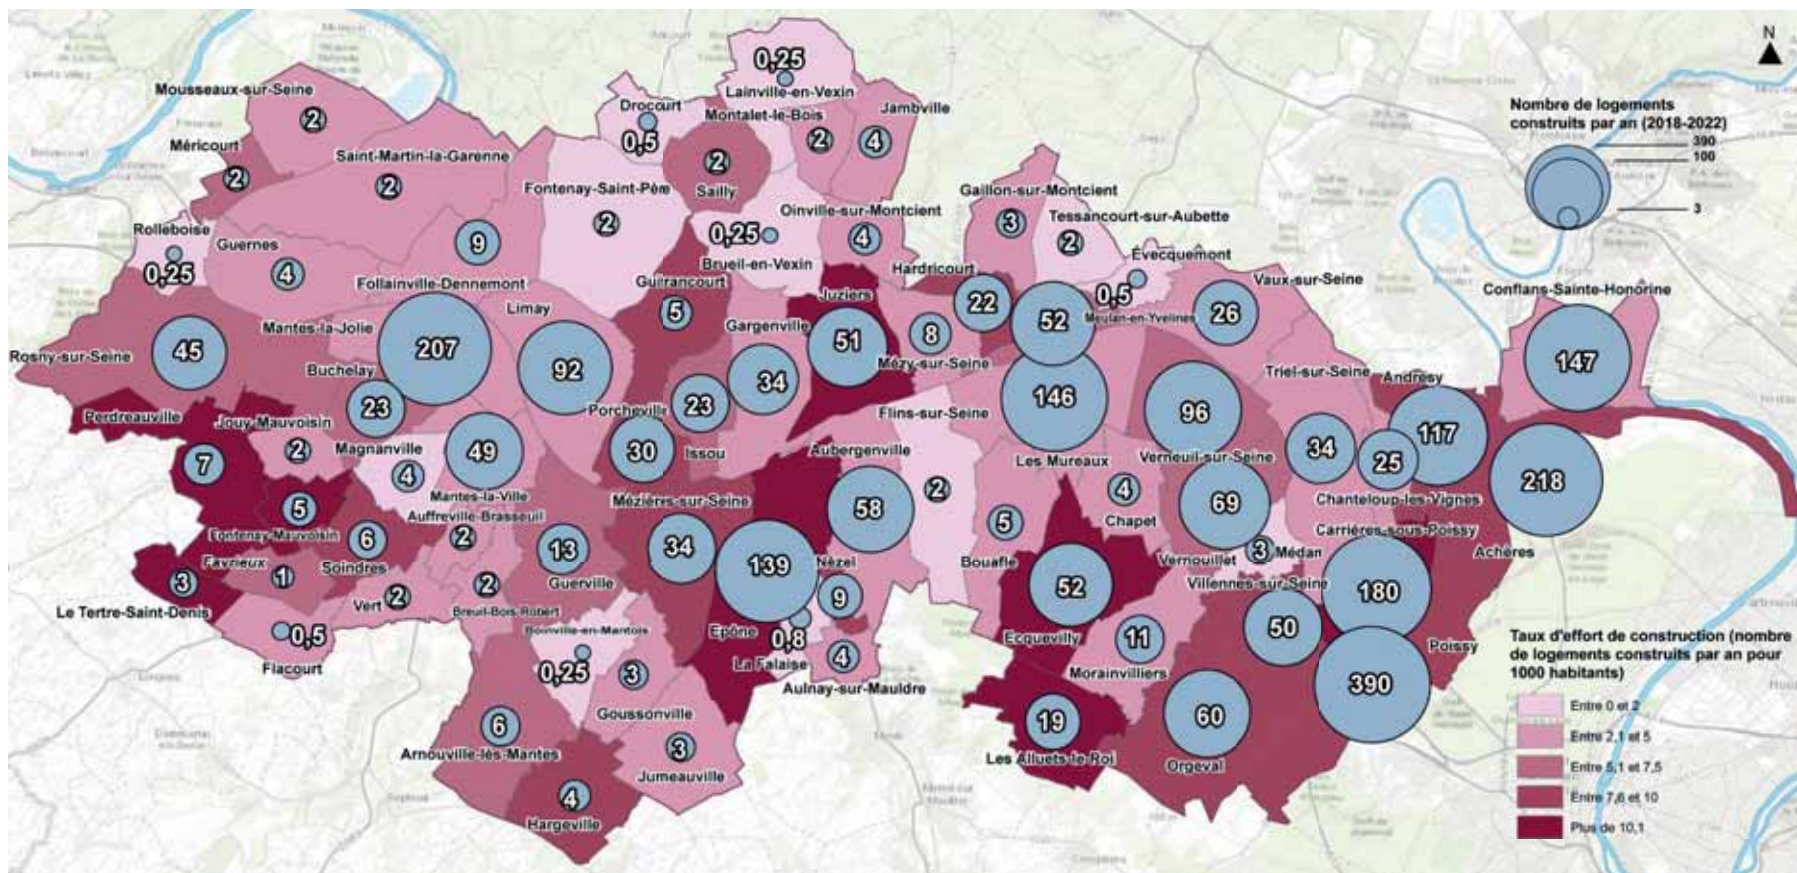 N
Nombre de logements
construits par an (2018-2022)
390
100
3
0,25
Lainville-en-Vexin
Drocourt
0,5
Montalet-le-Bois
2
Jambville
4
Mousseaux-sur-Seine
2
Méricourt
2
Saint-Martin-la-Garenne
2
Fontenay-Saint-Père
2
2
Sailly
Gaillon-sur-Montcient
3
Tessancourt-sur-Aubette
2
Oinville-sur-Montcient
4
Rolleboise
0,25
Guernes
4
9
Follainville-Dennemont
0,25
Brueil-en-Vexin
Évecquemont
0,5
Hardricourt
22
Vaux-sur-Seine
26
Conflans-Sainte-Honorine
147
Guitrancourt
5
Juziers
51
52
Meulan-en-Yvelines
Rosny-sur-Seine
45
Mantes-la-Jolie
207
Limay
92
Gargenville
34
8
Mézy-sur-Seine
146
96
Triel-sur-Seine
34
Andrésy
117
Buchelay
23
Porcheville
30
23
Issou
Flins-sur-Seine
2
Perdreauville
7
Jouy-Mauvoisin
2
Magnanville
4
49
Mantes-la-Ville
Aubergenville
58
Les Mureaux
Verneuil-sur-Seine
25
Chanteloup-les-Vignes
218
5
Fontenay-Mauvoisin
6
Soindres
Auffreville-Brasseuil
2
13
Guerville
Mézières-sur-Seine
34
139
Epône
Nézel
9
5
Bouafle
4
Chapet
69
Vernouillet
3
Médan
Carrières-sous-Poissy
180
Achères
Favrieux
1
3
Le Tertre-Saint-Denis
Vert
2
2
Breuil-Bois-Robert
52
Ecquevilly
Villennes-sur-Seine
50
Poissy
390
0,5
Flacourt
Boinville-en-Mantois
0,25
0,8
La Falaise
4
Aulnay-sur-Mauldre
11
Morainvilliers
3
Goussonville
6
Arnouville-lès-Mantes
3
Jumeauville
19
Les Alluets-le-Roi
60
Orgeval
4
Hargeville
Taux d'effort de construction (nombre
de logements construits par an pour
1000 habitants)
Entre 0 et 2
Entre 2,1 et 5
Entre 5,1 et 7,5
Entre 7,6 et 10
Plus de 10,1